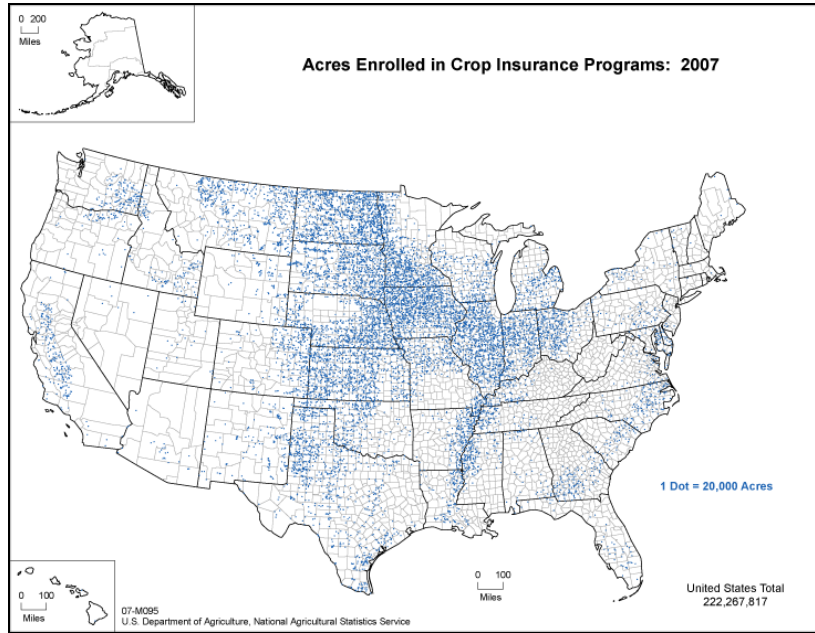 0 200
Miles
Acres Enrolled in Crop Insurance Programs: 2007
1 Dot = 20,000 Acres
0 100
Miles
0 100
Miles
07-M095
U.S. Department of Agriculture, National Agricultural Statistics Service
United States Total
222,267,817